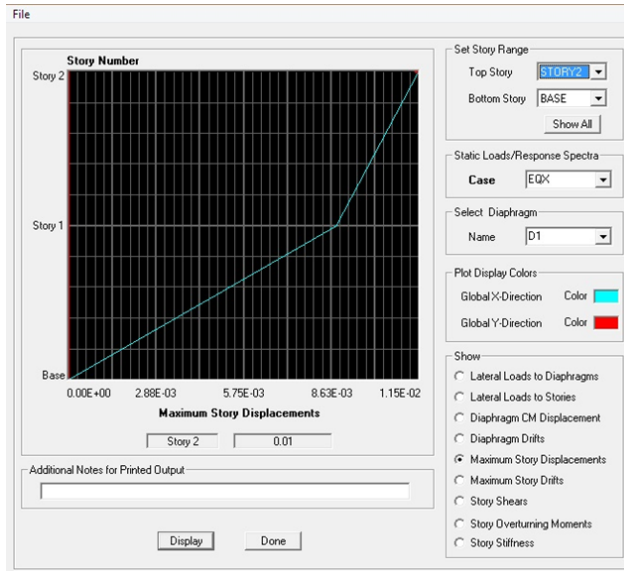 File
Story Number
Story 2
Story 1
Base
0.00E+00 2.88E-03 5.75E-03 8.63E-03 1.15E-02
Maximum Story Displacements
Story 2 0.01
Additional Notes for Printed Output
Display Done
Set Story Range
Top Story STORY2
Bottom Story BASE
Show All
Static Loads/Response Spectra
Case EQX
Select Diaphragm
Name D1
Plot Display Colors
Global X-Direction Color
Global Y-Direction Color
Show
Lateral Loads to Diaphragms
Lateral Loads to Stories
Diaphragm CM Displacement
Diaphragm Drifts
Maximum Story Displacements
Maximum Story Drifts
Story Shears
Story Overturning Moments
Story Stiffness